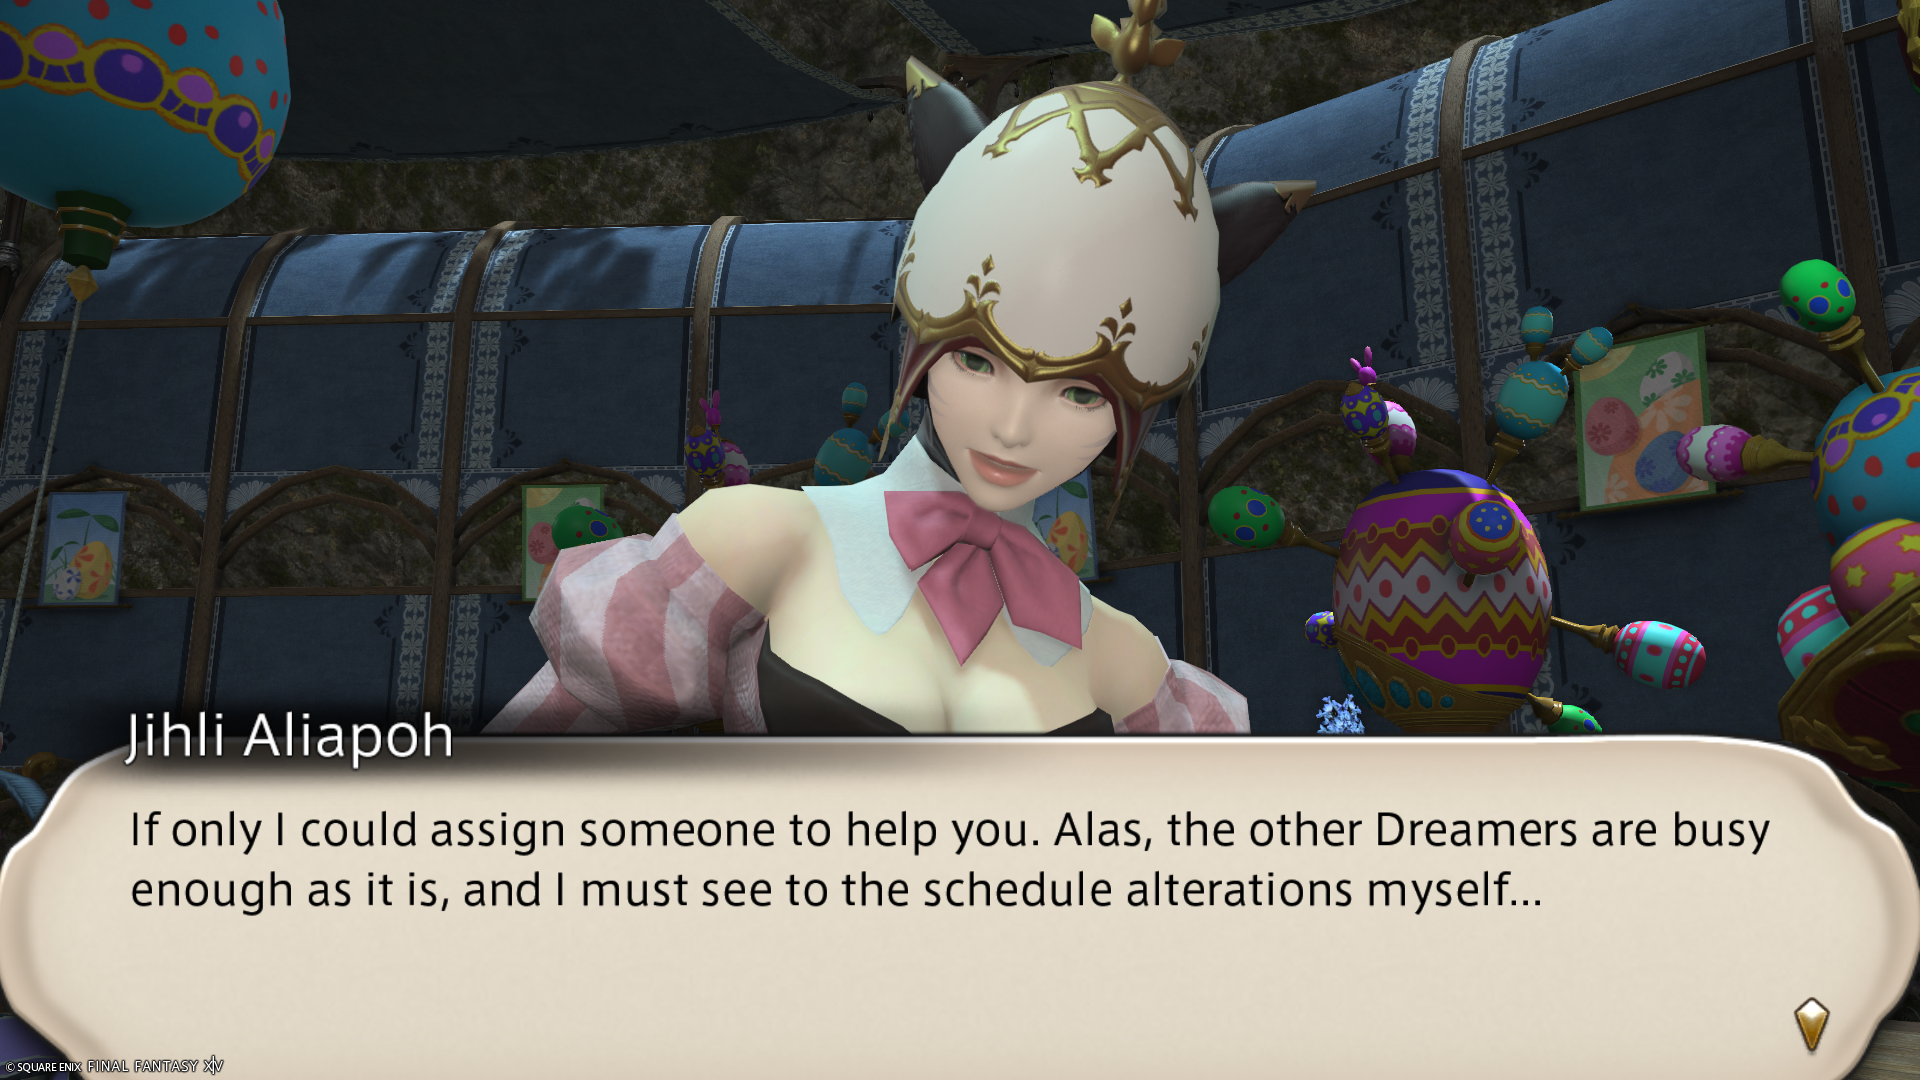 Jihli Aliapoh
If only I could assign someone to help you. Alas, the other Dreamers are busy
enough as it is, and I must see to the schedule alterations myself...
© SQUARE ENIX FINAL FANTASY XIV